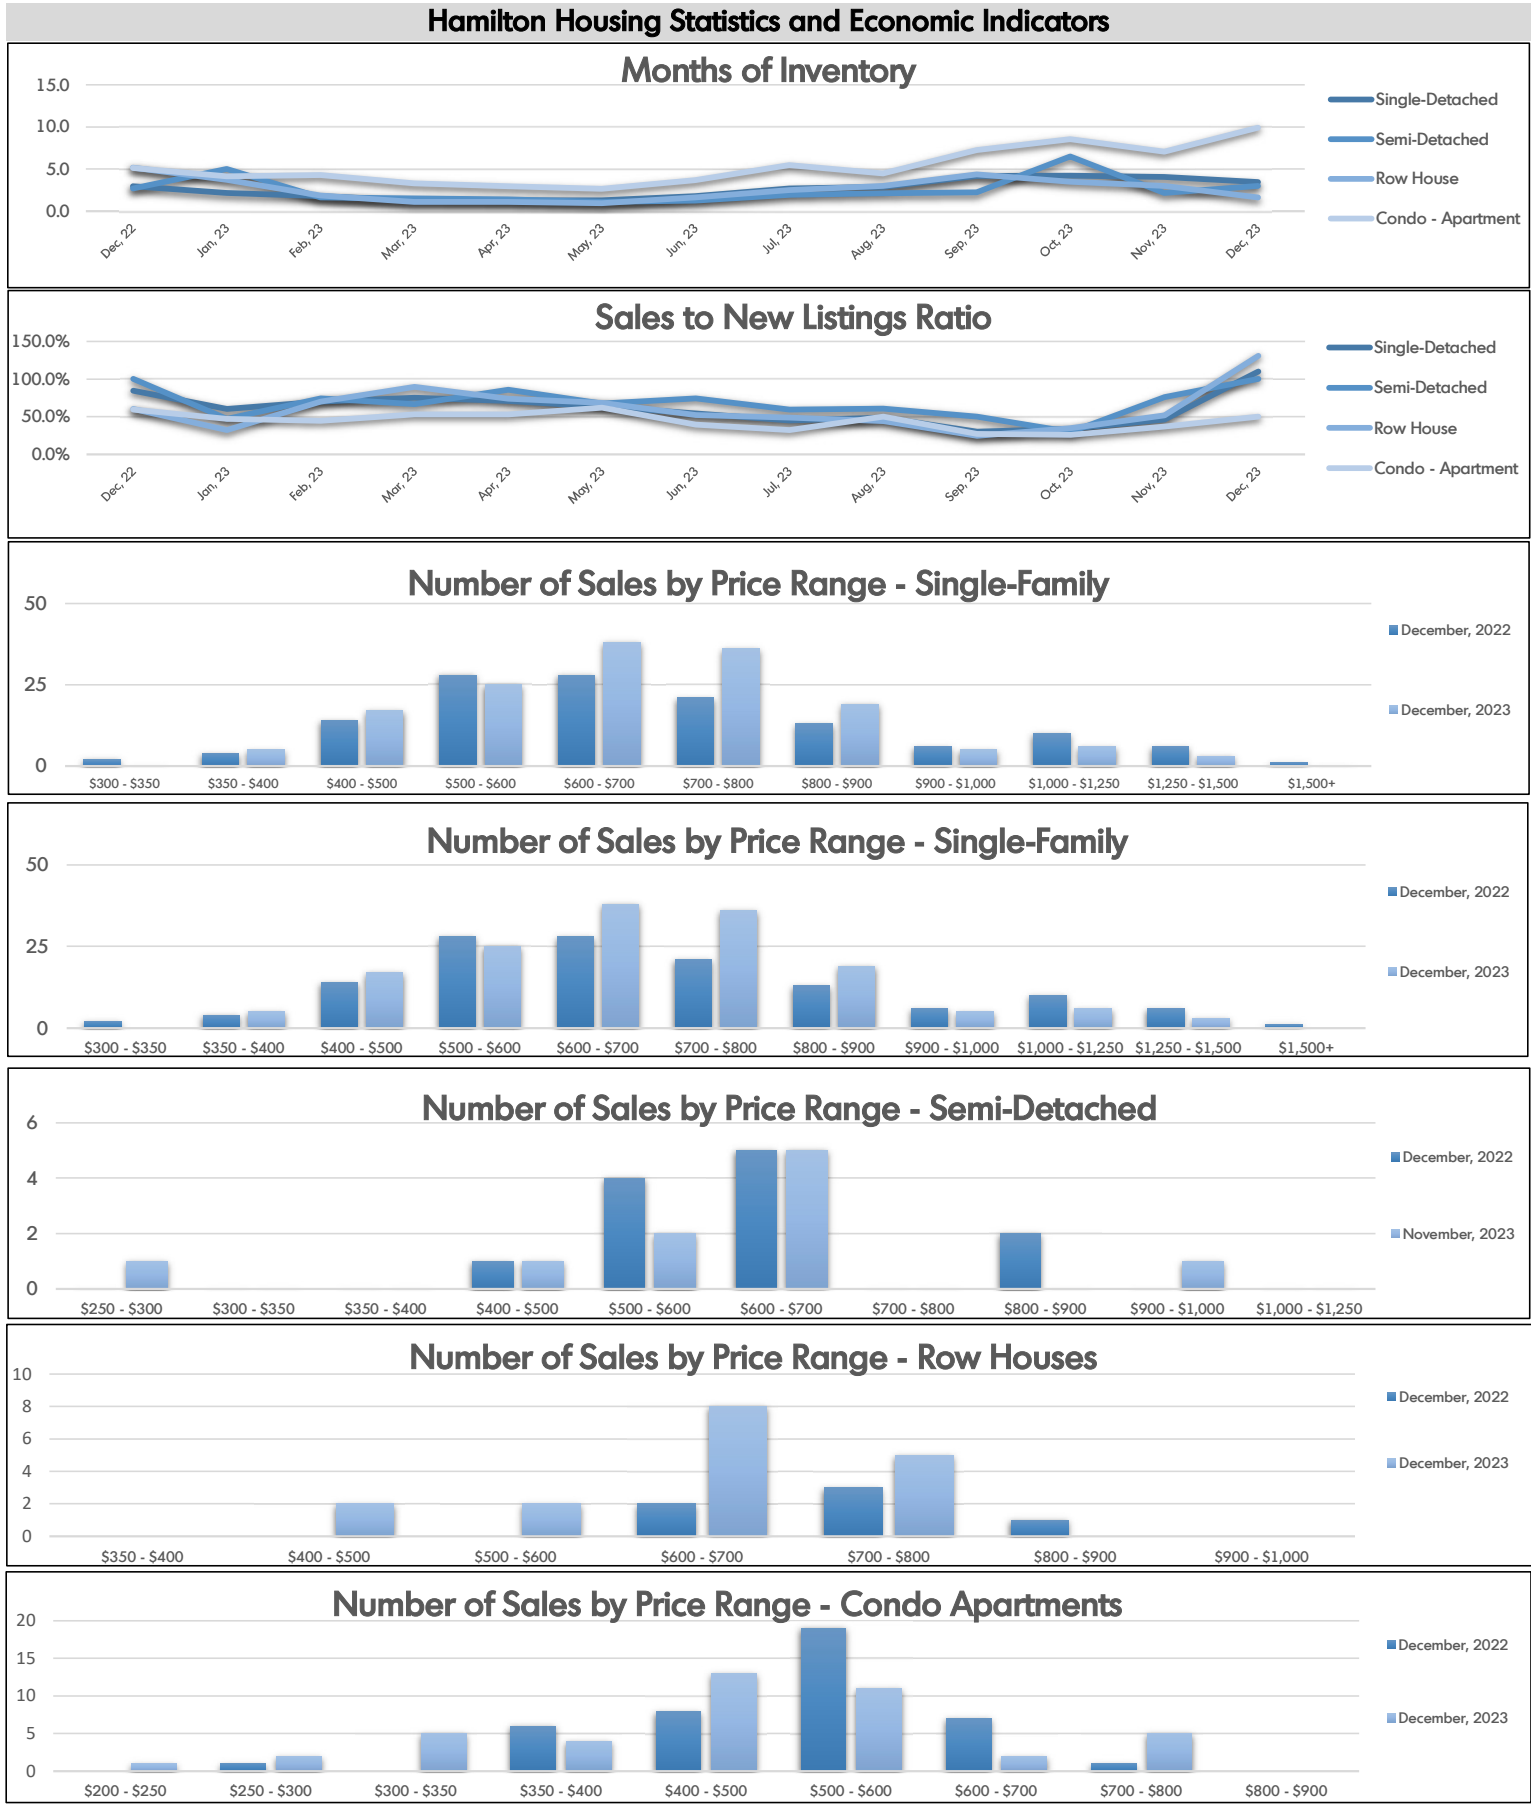 Hamilton Housing Statistics and Economic Indicators
Months of Inventory
15.0
10.0
5.0
0.0
Dec, 22 Jan, 23 Feb, 23 Mar, 23 Apr, 23 May, 23 Jun, 23 Jul, 23 Aug, 23 Sep, 23 Oct, 23 Nov, 23 Dec, 23
Single-Detached
Semi-Detached
Row House
Condo - Apartment
Sales to New Listings Ratio
150.0%
100.0%
50.0%
0.0%
Dec, 22 Jan, 23 Feb, 23 Mar, 23 Apr, 23 May, 23 Jun, 23 Jul, 23 Aug, 23 Sep, 23 Oct, 23 Nov, 23 Dec, 23
Single-Detached
Semi-Detached
Row House
Condo - Apartment
Number of Sales by Price Range - Single-Family
50
25
0
$300 - $350 $350 - $400 $400 - $500 $500 - $600 $600 - $700 $700 - $800 $800 - $900 $900 - $1,000 $1,000 - $1,250 $1,250 - $1,500 $1,500+
December, 2022
December, 2023
Number of Sales by Price Range - Single-Family
50
25
0
$300 - $350 $350 - $400 $400 - $500 $500 - $600 $600 - $700 $700 - $800 $800 - $900 $900 - $1,000 $1,000 - $1,250 $1,250 - $1,500 $1,500+
December, 2022
December, 2023
Number of Sales by Price Range - Semi-Detached
6
4
2
0
$250 - $300 $300 - $350 $350 - $400 $400 - $500 $500 - $600 $600 - $700 $700 - $800 $800 - $900 $900 - $1,000 $1,000 - $1,250
December, 2022
November, 2023
Number of Sales by Price Range - Row Houses
10
8
6
4
2
0
$350 - $400 $400 - $500 $500 - $600 $600 - $700 $700 - $800 $800 - $900 $900 - $1,000
December, 2022
December, 2023
Number of Sales by Price Range - Condo Apartments
20
15
10
5
0
$200 - $250 $250 - $300 $300 - $350 $350 - $400 $400 - $500 $500 - $600 $600 - $700 $700 - $800 $800 - $900
December, 2022
December, 2023